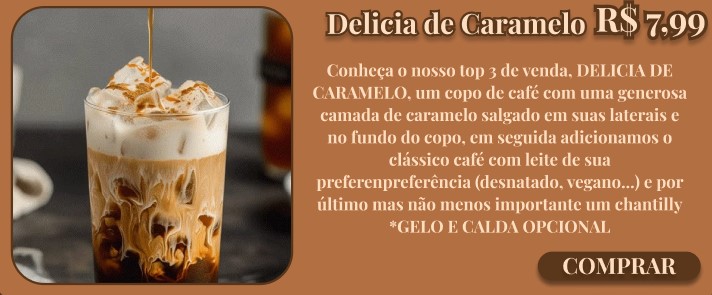 Delicia de Caramelo R$ 7,99
Conheça o nosso top 3 de venda, DELICIA DE
CARAMELO, um copo de café com uma generosa
camada de caramelo salgado em suas laterais e
no fundo do copo, em seguida adicionamos o
clássico café com leite de sua
preferenpreferência (desnatado, vegano...) e por
último mas não menos importante um chantilly
*GELO E CALDA OPCIONAL
COMPRAR